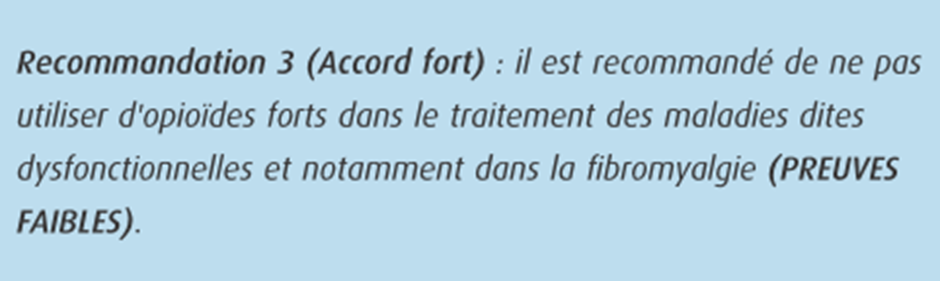 Recommandation 3 (Accord fort) : il est recommandé de ne pas
utiliser d'opioïdes forts dans le traitement des maladies dites
dysfonctionnelles et notamment dans la fibromyalgie (PREUVES
FAIBLES).